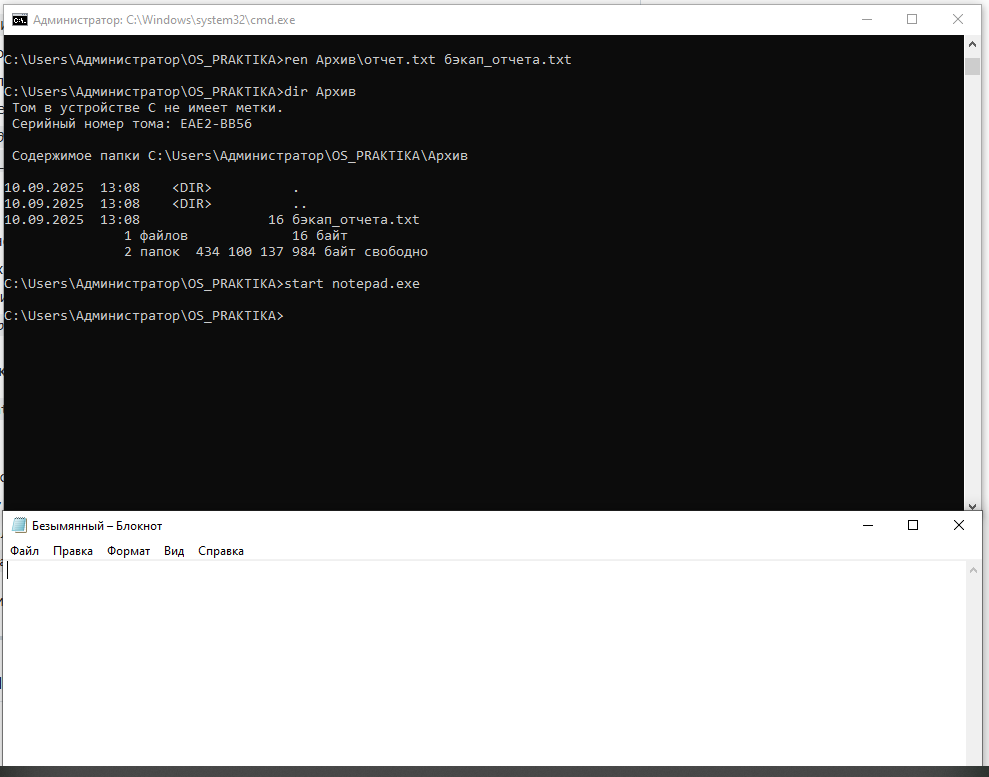 Администратор: C:\Windows\system32\cmd.exe
C:\Users\Администратор\OS_PRAKTIKA>ren Архив\отчет.txt бэкап_отчета.txt
C:\Users\Администратор\OS_PRAKTIKA>dir Архив
Том в устройстве C не имеет метки.
Серийный номер тома: EAE2-BB56
Содержимое папки C:\Users\Администратор\OS_PRAKTIKA\Архив
10.09.2025  13:08    <DIR>          .
10.09.2025  13:08    <DIR>          ..
10.09.2025  13:08                16 бэкап_отчета.txt
1 файлов             16 байт
2 папок  434 100 137 984 байт свободно
C:\Users\Администратор\OS_PRAKTIKA>start notepad.exe
C:\Users\Администратор\OS_PRAKTIKA>
Безымянный – Блокнот
Файл Правка Формат Вид Справка